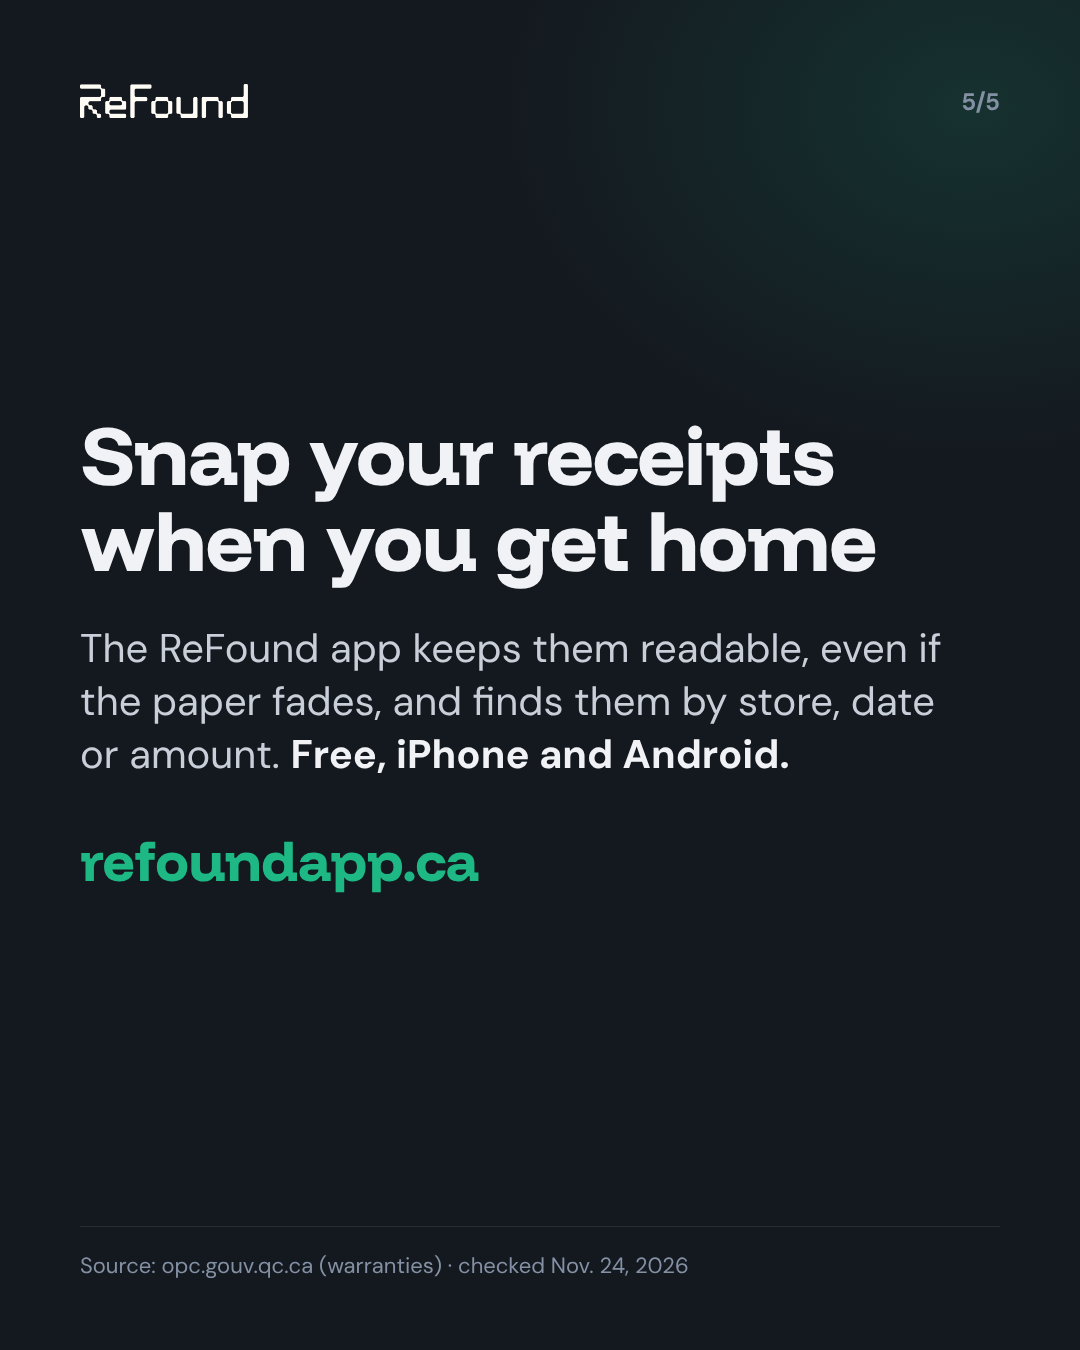 ReFound
5/5
Snap your receipts
when you get home
The ReFound app keeps them readable, even if
the paper fades, and finds them by store, date
or amount. Free, iPhone and Android.
refoundapp.ca
Source: opc.gouv.qc.ca (warranties) · checked Nov. 24, 2026